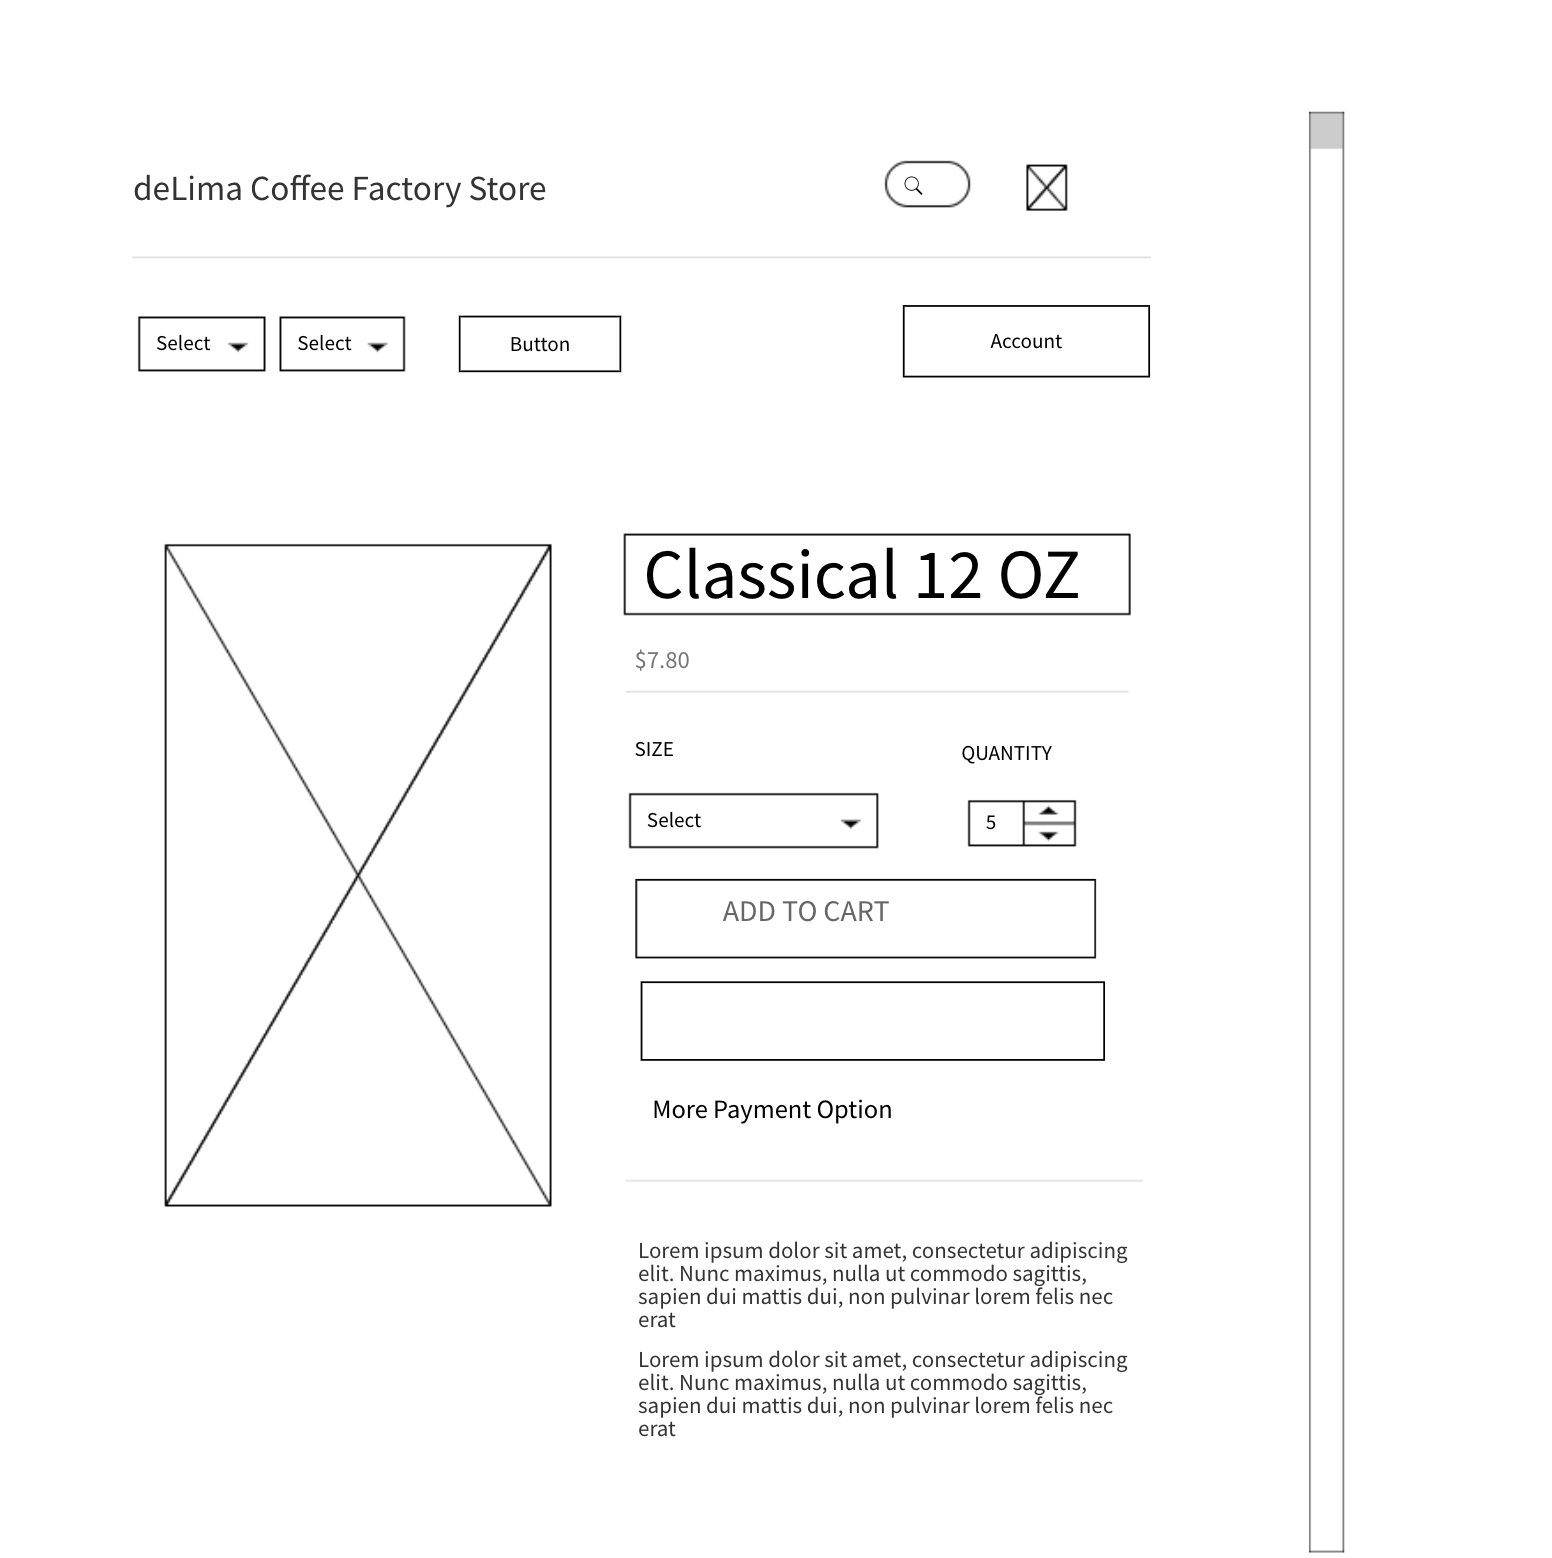 deLima Coffee Factory Store
Select
Select
Button
Account
Classical 12 OZ
$7.80
SIZE
QUANTITY
Select
5
ADD TO CART
More Payment Option
Lorem ipsum dolor sit amet, consectetur adipiscing
elit. Nunc maximus, nulla ut commodo sagittis,
sapien dui mattis dui, non pulvinar lorem felis nec
erat
Lorem ipsum dolor sit amet, consectetur adipiscing
elit. Nunc maximus, nulla ut commodo sagittis,
sapien dui mattis dui, non pulvinar lorem felis nec
erat